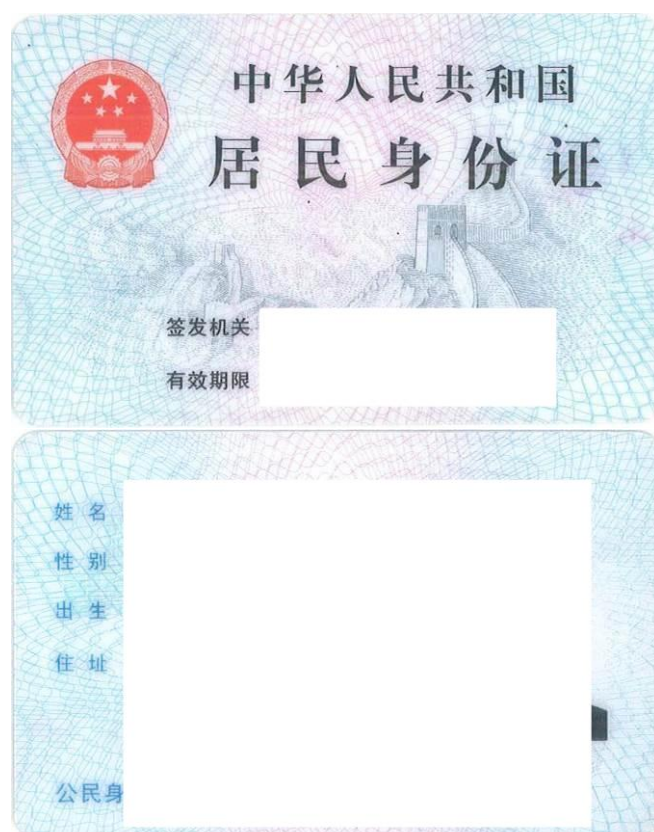 中华人民共和国
居民身份证
签发机关
有效期限
姓名
性别
出生
住址
公民身